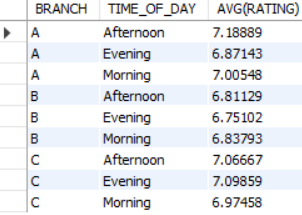 BRANCH TIME_OF_DAY AVG(RATING)
A Afternoon 7.18889
A Evening 6.87143
A Morning 7.00548
B Afternoon 6.81129
B Evening 6.75102
B Morning 6.83793
C Afternoon 7.06667
C Evening 7.09859
C Morning 6.97458